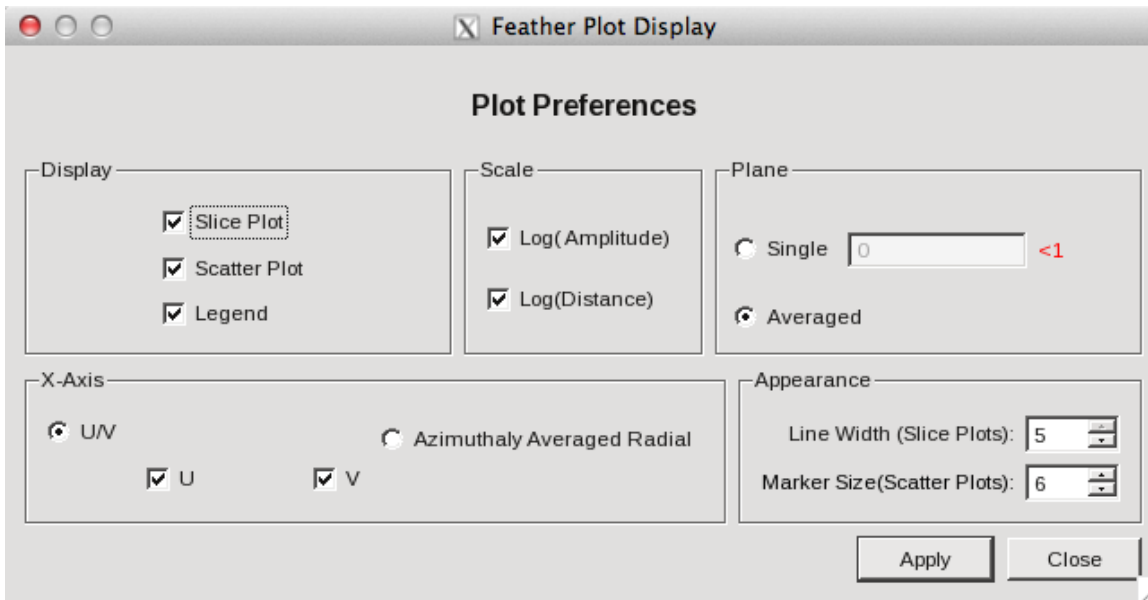 Feather Plot Display
Plot Preferences
Display
Slice Plot
Scatter Plot
Legend
Scale
Log(Amplitude)
Log(Distance)
Plane
Single 0 <1
Averaged
X-Axis
U/V
Azimuthaly Averaged Radial
U
V
Appearance
Line Width (Slice Plots): 5
Marker Size(Scatter Plots): 6
Apply
Close